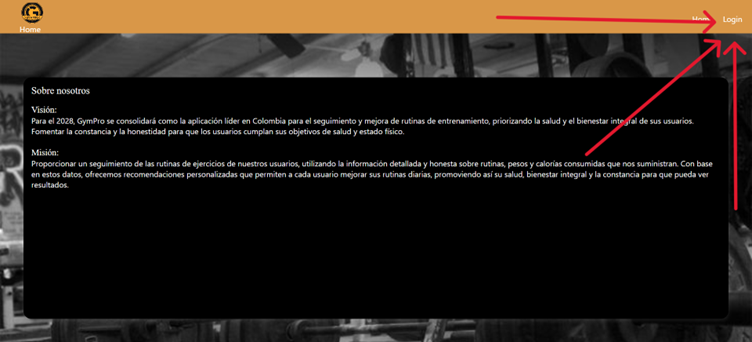 Home
Home
Login
Sobre nosotros
Visión:
Para el 2028, GymPro se consolidará como la aplicación líder en Colombia para el seguimiento y mejora de rutinas de entrenamiento, priorizando la salud y el bienestar integral de sus usuarios.
Fomentar la constancia y la honestidad para que los usuarios cumplan sus objetivos de salud y estado físico.
Misión:
Proporcionar un seguimiento de las rutinas de ejercicios de nuestros usuarios, utilizando la información detallada y honesta sobre rutinas, pesos y calorías consumidas que nos suministran. Con base
en estos datos, ofrecemos recomendaciones personalizadas que permiten a cada usuario mejorar sus rutinas diarias, promoviendo así su salud, bienestar integral y la constancia para que pueda ver
resultados.